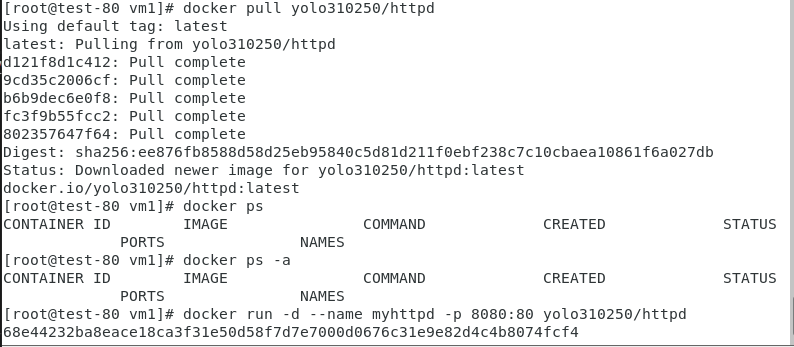 [root@test-80 vm1]# docker pull yolo310250/httpd
Using default tag: latest
latest: Pulling from yolo310250/httpd
d121f8d1c412: Pull complete
9cd35c2006cf: Pull complete
b6b9dec6e0f8: Pull complete
fc3f9b55fcc2: Pull complete
802357647f64: Pull complete
Digest: sha256:ee876fb8588d58d25eb95840c5d81d211f0ebf238c7c10cbaea10861f6a027db
Status: Downloaded newer image for yolo310250/httpd:latest
docker.io/yolo310250/httpd:latest
[root@test-80 vm1]# docker ps
CONTAINER ID        IMAGE               COMMAND             CREATED             STATUS
             PORTS               NAMES
[root@test-80 vm1]# docker ps -a
CONTAINER ID        IMAGE               COMMAND             CREATED             STATUS
             PORTS               NAMES
[root@test-80 vm1]# docker run -d --name myhttpd -p 8080:80 yolo310250/httpd
68e44232ba8eace18ca3f31e50d58f7d7e7000d0676c31e9e82d4c4b8074fcf4